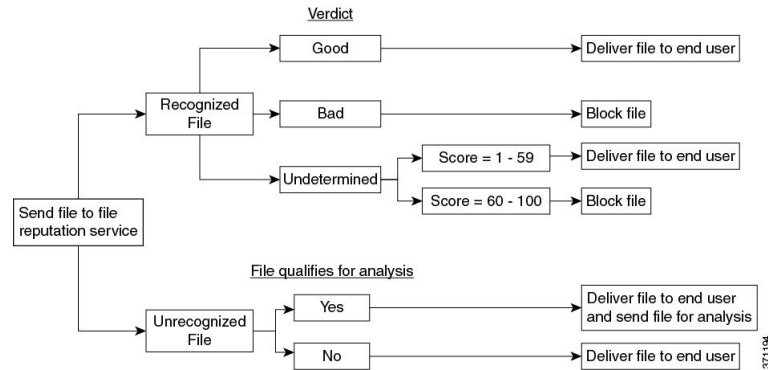 Verdict
Good
Deliver file to end user
Recognized
File
Bad
Block file
Undetermined
Score = 1 - 59
Deliver file to end user
Score = 60 - 100
Block file
Send file to file
reputation service
File qualifies for analysis
Unrecognized
File
Yes
Deliver file to end user
and send file for analysis
No
Deliver file to end user
371194